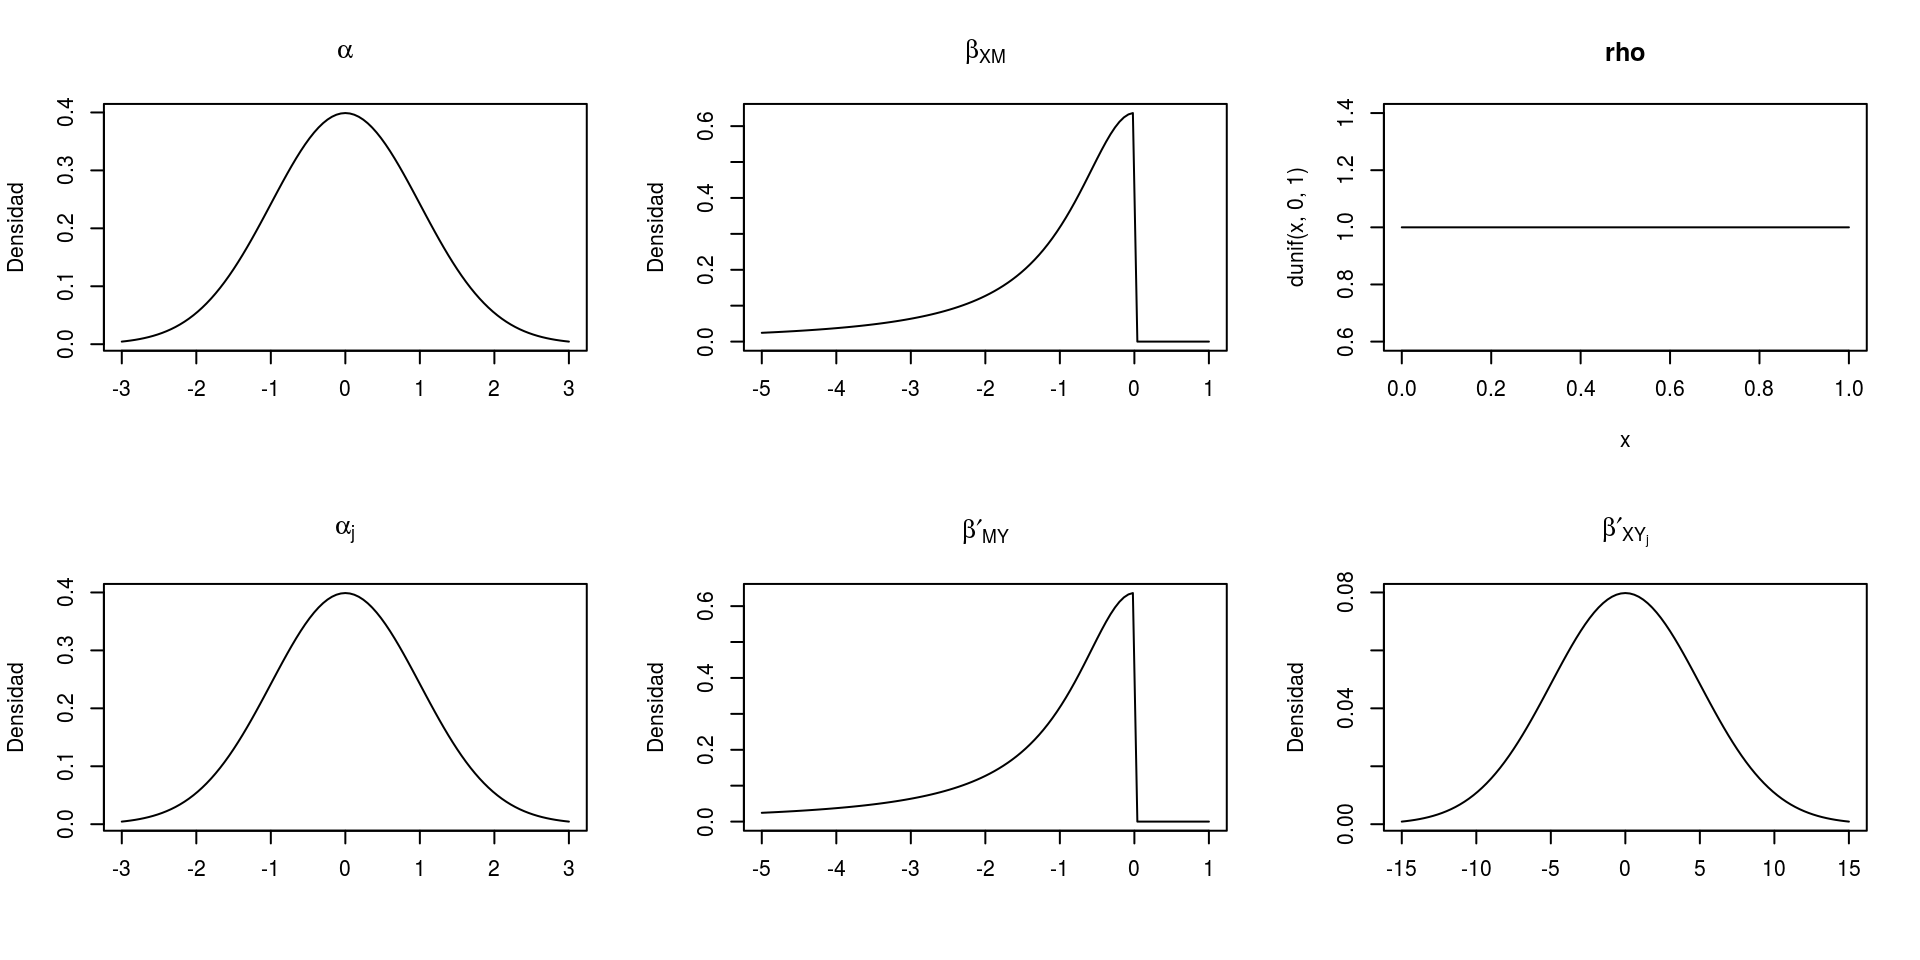 α
Densidad
0.0 0.1 0.2 0.3 0.4
-3 -2 -1 0 1 2 3
β_XM
Densidad
0.0 0.2 0.4 0.6
-5 -4 -3 -2 -1 0 1
rho
dunif(x, 0, 1)
0.6 0.8 1.0 1.2 1.4
0.0 0.2 0.4 0.6 0.8 1.0
x
α_j
Densidad
0.0 0.1 0.2 0.3 0.4
-3 -2 -1 0 1 2 3
β′_MY
Densidad
0.0 0.2 0.4 0.6
-5 -4 -3 -2 -1 0 1
β′_XY_j
Densidad
0.00 0.04 0.08
-15 -10 -5 0 5 10 15